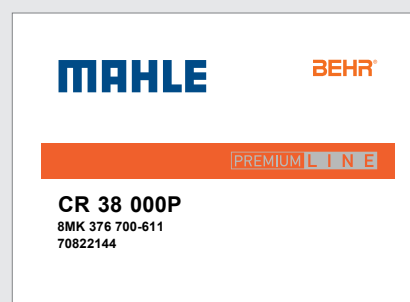 MAHLE
BEHR®
PREMIUM LINE
CR 38 000P
8MK 376 700-611
70822144